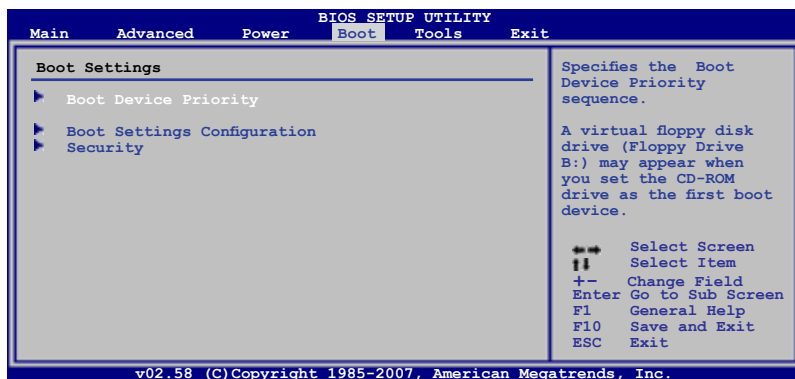 BIOS SETUP UTILITY
Main Advanced Power Boot Tools Exit
Boot Settings
Boot Device Priority
Boot Settings Configuration
Security
Specifies the Boot
Device Priority
sequence.
A virtual floppy disk
drive (Floppy Drive
B:) may appear when
you set the CD-ROM
drive as the first boot
device.
Select Screen
Select Item
+- Change Field
Enter Go to Sub Screen
F1 General Help
F10 Save and Exit
ESC Exit
v02.58 (C)Copyright 1985-2007, American Megatrends, Inc.